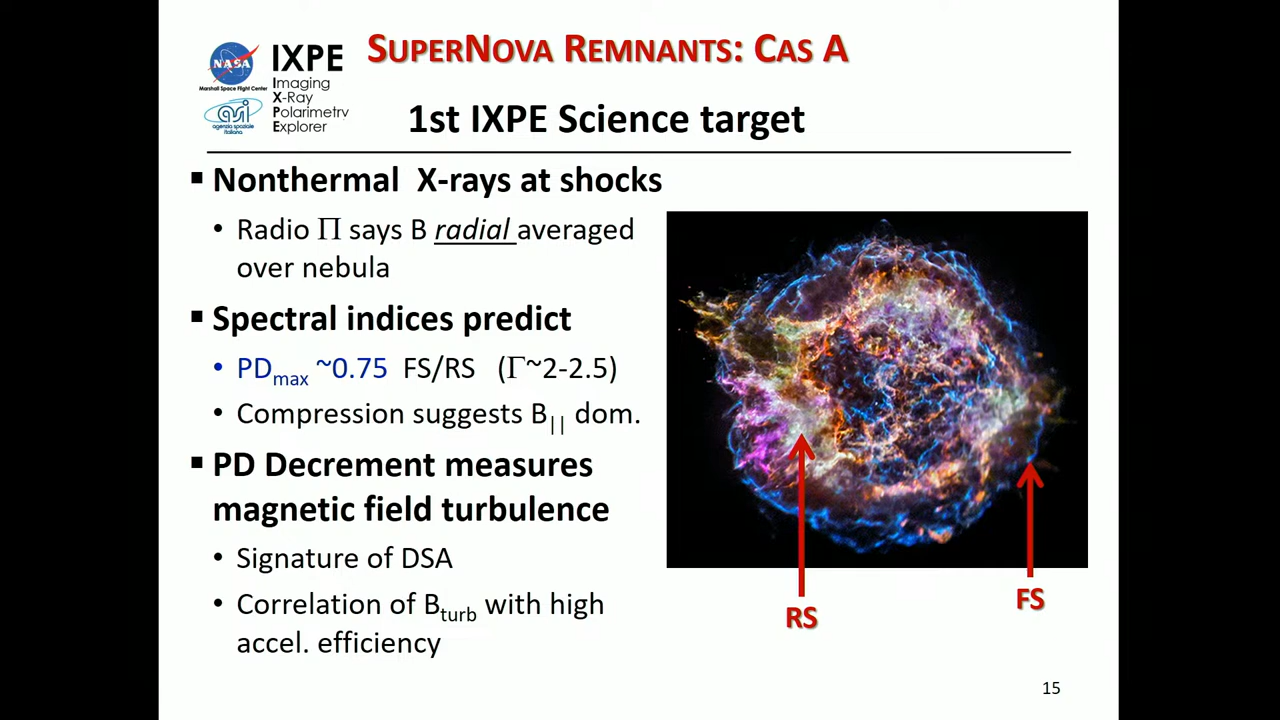 SUPERNOVA REMNANTS: CAS A
NASA
Marshall Space Flight Center
asi
agenzia spaziale
italiana
IXPE
Imaging
X-Ray
Polarimetry
Explorer
1st IXPE Science target
▪ Nonthermal X-rays at shocks
• Radio Π says B radial averaged
over nebula
▪ Spectral indices predict
• PDmax ~0.75 FS/RS (Γ~2-2.5)
• Compression suggests B|| dom.
▪ PD Decrement measures
magnetic field turbulence
• Signature of DSA
• Correlation of Bturb with high
accel. efficiency
RS
FS
15